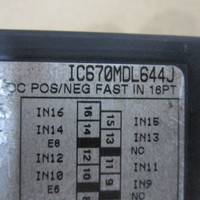 IC670MDL644J
DC POS/NEG FAST IN 16PT
IN16 16 15 IN15
IN14 14 13 IN13
E8 NC
IN12 12 11 IN11
IN10 10 9 IN9
E6 NC